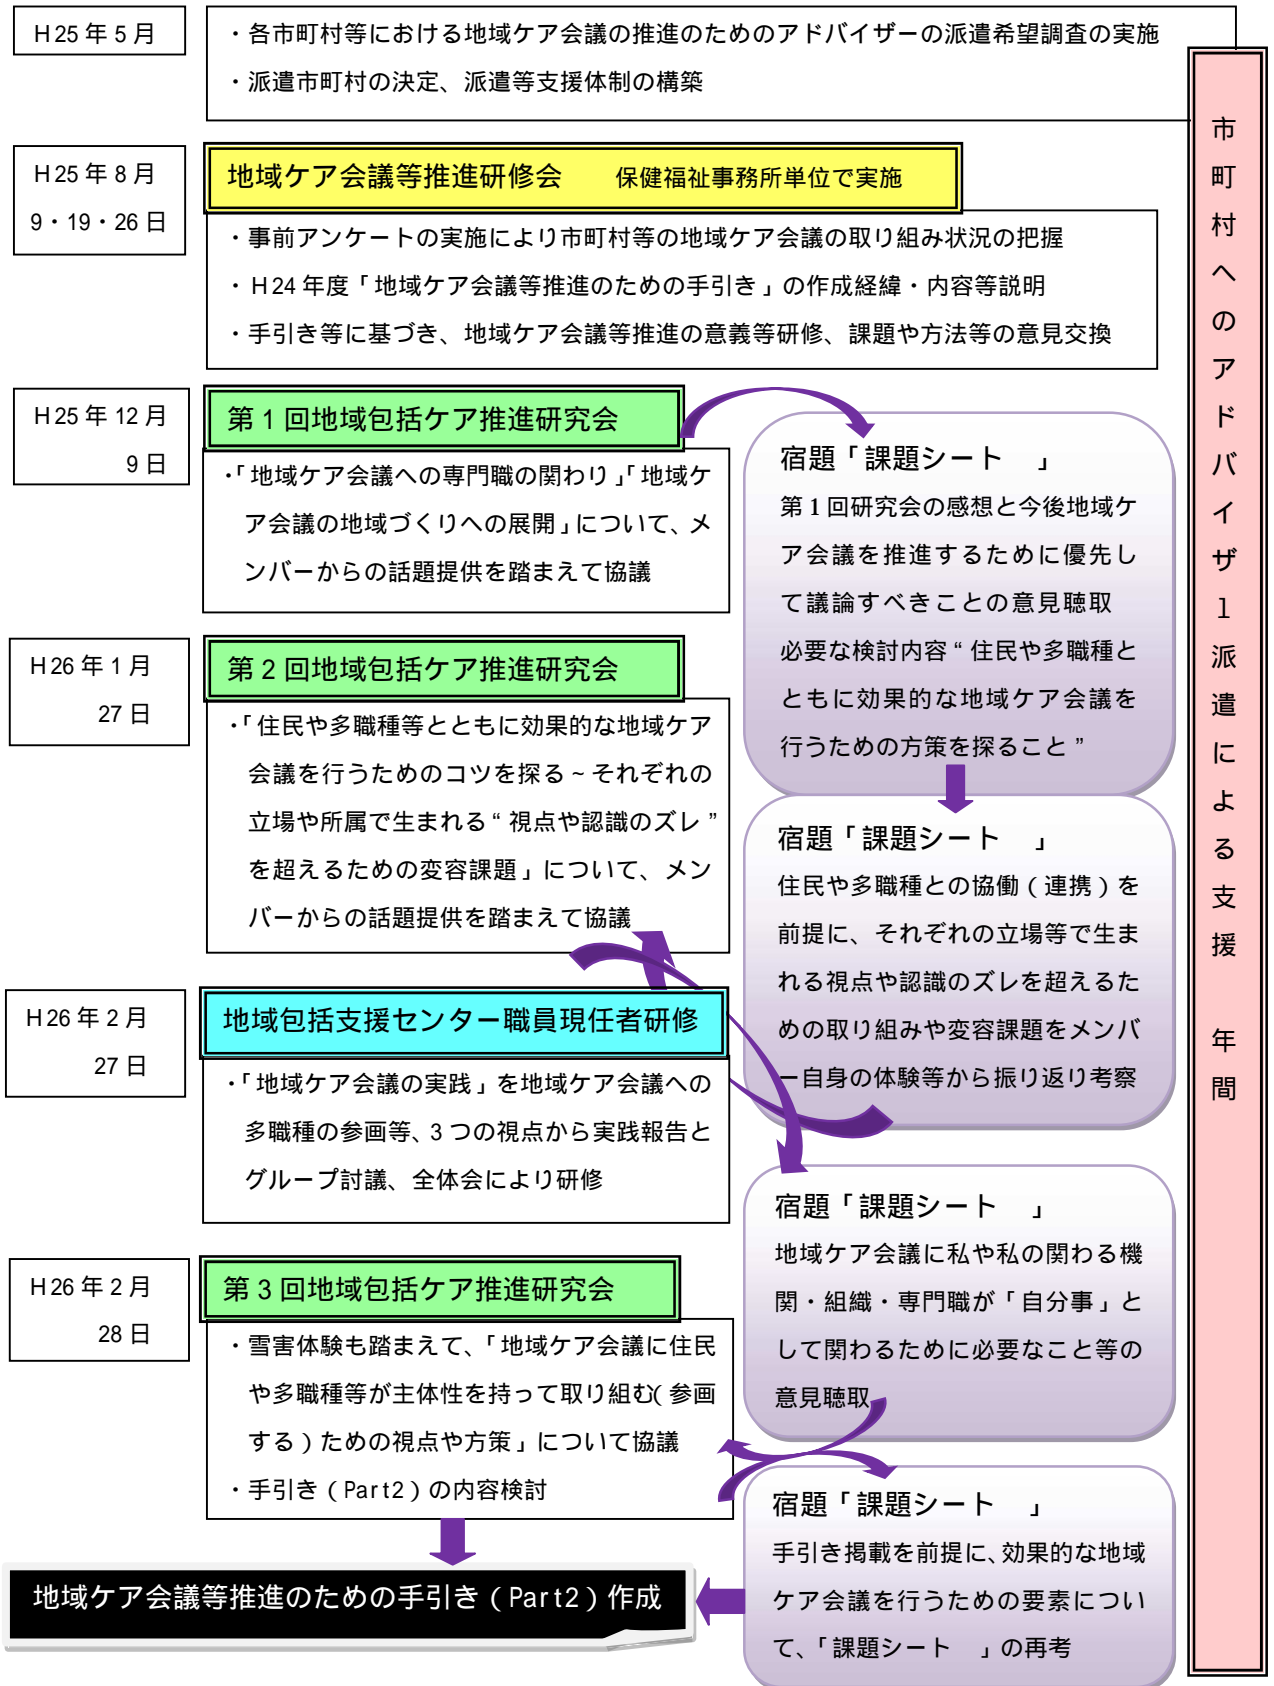 H25年5月
・各市町村等における地域ケア会議の推進のためのアドバイザーの派遣希望調査の実施
・派遣市町村の決定、派遣等支援体制の構築
H25年8月
9・19・26日
地域ケア会議等推進研修会　保健福祉事務所単位で実施
・事前アンケートの実施により市町村等の地域ケア会議の取り組み状況の把握
・H24年度「地域ケア会議等推進のための手引き」の作成経緯・内容等説明
・手引き等に基づき、地域ケア会議等推進の意義等研修、課題や方法等の意見交換
H25年12月
9日
第1回地域包括ケア推進研究会
・「地域ケア会議への専門職の関わり」「地域ケ
ア会議の地域づくりへの展開」について、メ
ンバーからの話題提供を踏まえて協議
宿題「課題シート　」
第1回研究会の感想と今後地域ケ
ア会議を推進するために優先し
て議論すべきことの意見聴取
必要な検討内容“住民や多職種と
ともに効果的な地域ケア会議を
行うための方策を探ること”
H26年1月
27日
第2回地域包括ケア推進研究会
・「住民や多職種等とともに効果的な地域ケア
会議を行うためのコツを探る~それぞれの
立場や所属で生まれる“視点や認識のズレ”
を超えるための変容課題」について、メン
バーからの話題提供を踏まえて協議
宿題「課題シート　」
住民や多職種との協働（連携）を
前提に、それぞれの立場等で生ま
れる視点や認識のズレを超えるた
めの取り組みや変容課題をメンバ
ー自身の体験等から振り返り考察
H26年2月
27日
地域包括支援センター職員現任者研修
・「地域ケア会議の実践」を地域ケア会議への
多職種の参画等、3つの視点から実践報告と
グループ討議、全体会により研修
宿題「課題シート　」
地域ケア会議に私や私の関わる機
関・組織・専門職が「自分事」と
して関わるために必要なこと等の
意見聴取
H26年2月
28日
第3回地域包括ケア推進研究会
・雪害体験も踏まえて、「地域ケア会議に住民
や多職種等が主体性を持って取り組む（参画
する）ための視点や方策」について協議
・手引き（Part2）の内容検討
宿題「課題シート　」
手引き掲載を前提に、効果的な地域
ケア会議を行うための要素につい
て、「課題シート　」の再考
地域ケア会議等推進のための手引き（Part2）作成
市町村へのアドバイザー派遣による支援　年間